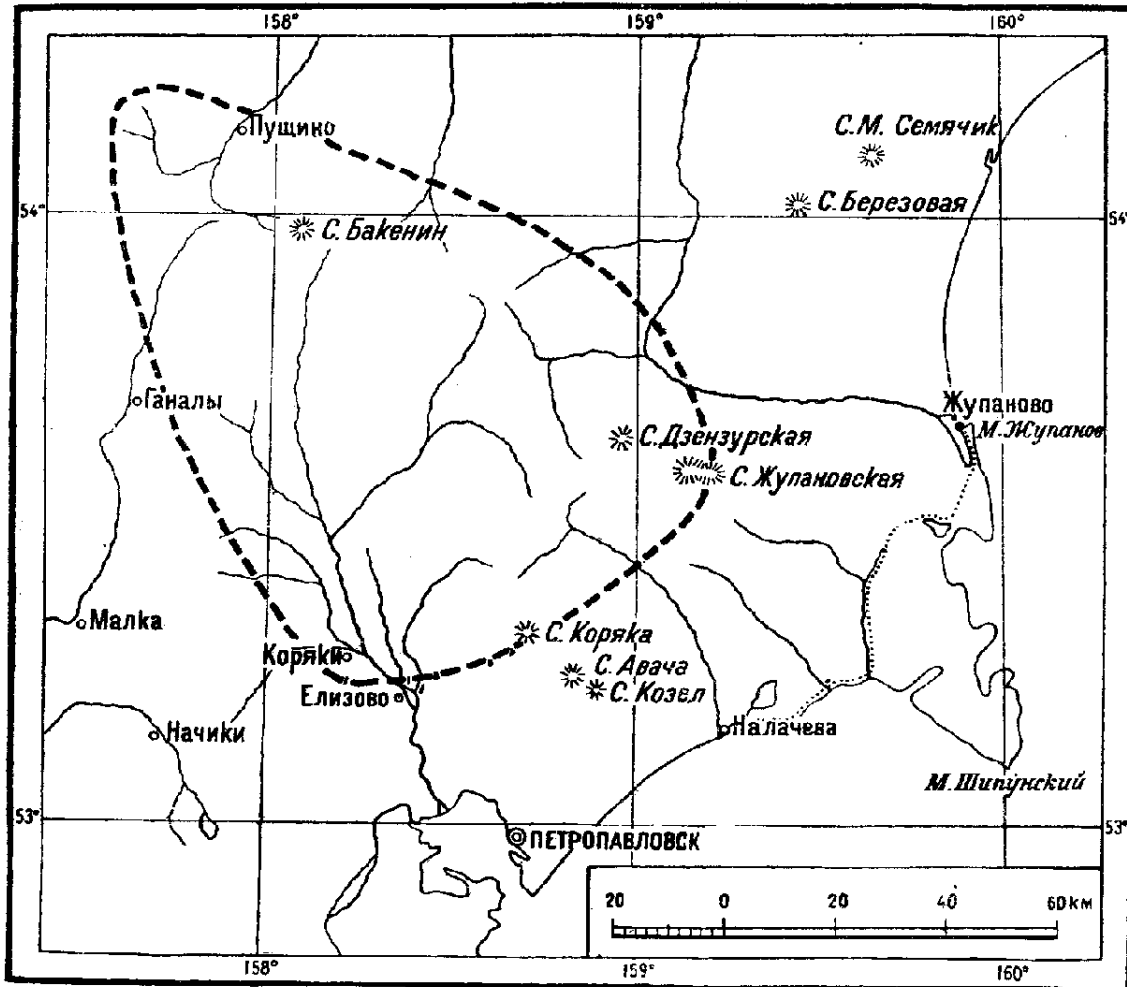 158°
159°
160°
Пущино
С.М. Семячик
54°
С. Березовая
54°
С. Бакенин
Ганалы
Жупаново
М. Жупанов
С. Дзензурская
С. Жупановская
Малка
С. Коряка
Коряки
С. Авача
С. Козел
Елизово
Начики
Налачева
М. Шипунский
53°
53°
ПЕТРОПАВЛОВСК
20 0 20 40 60 км
158°
159°
160°